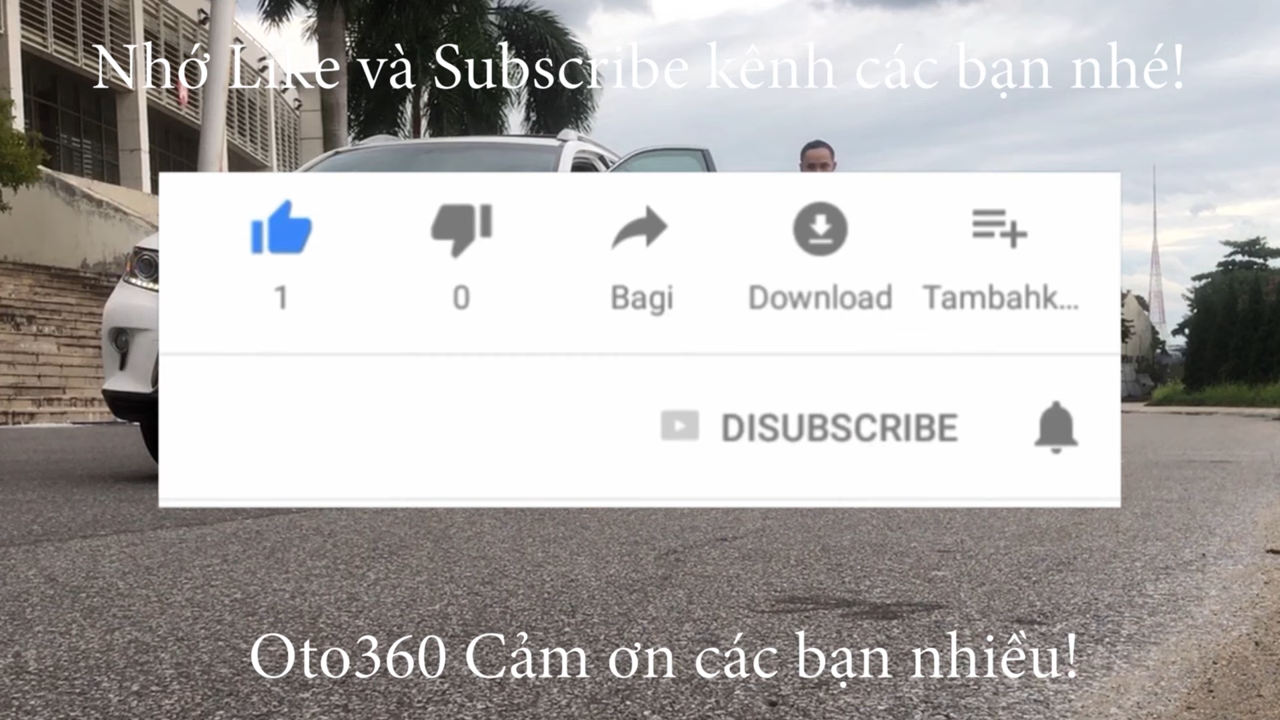 Nhớ Like và Subscribe kênh các bạn nhé!
1
0
Bagi
Download
Tambahk...
DISUBSCRIBE
Oto360 Cảm ơn các bạn nhiều!